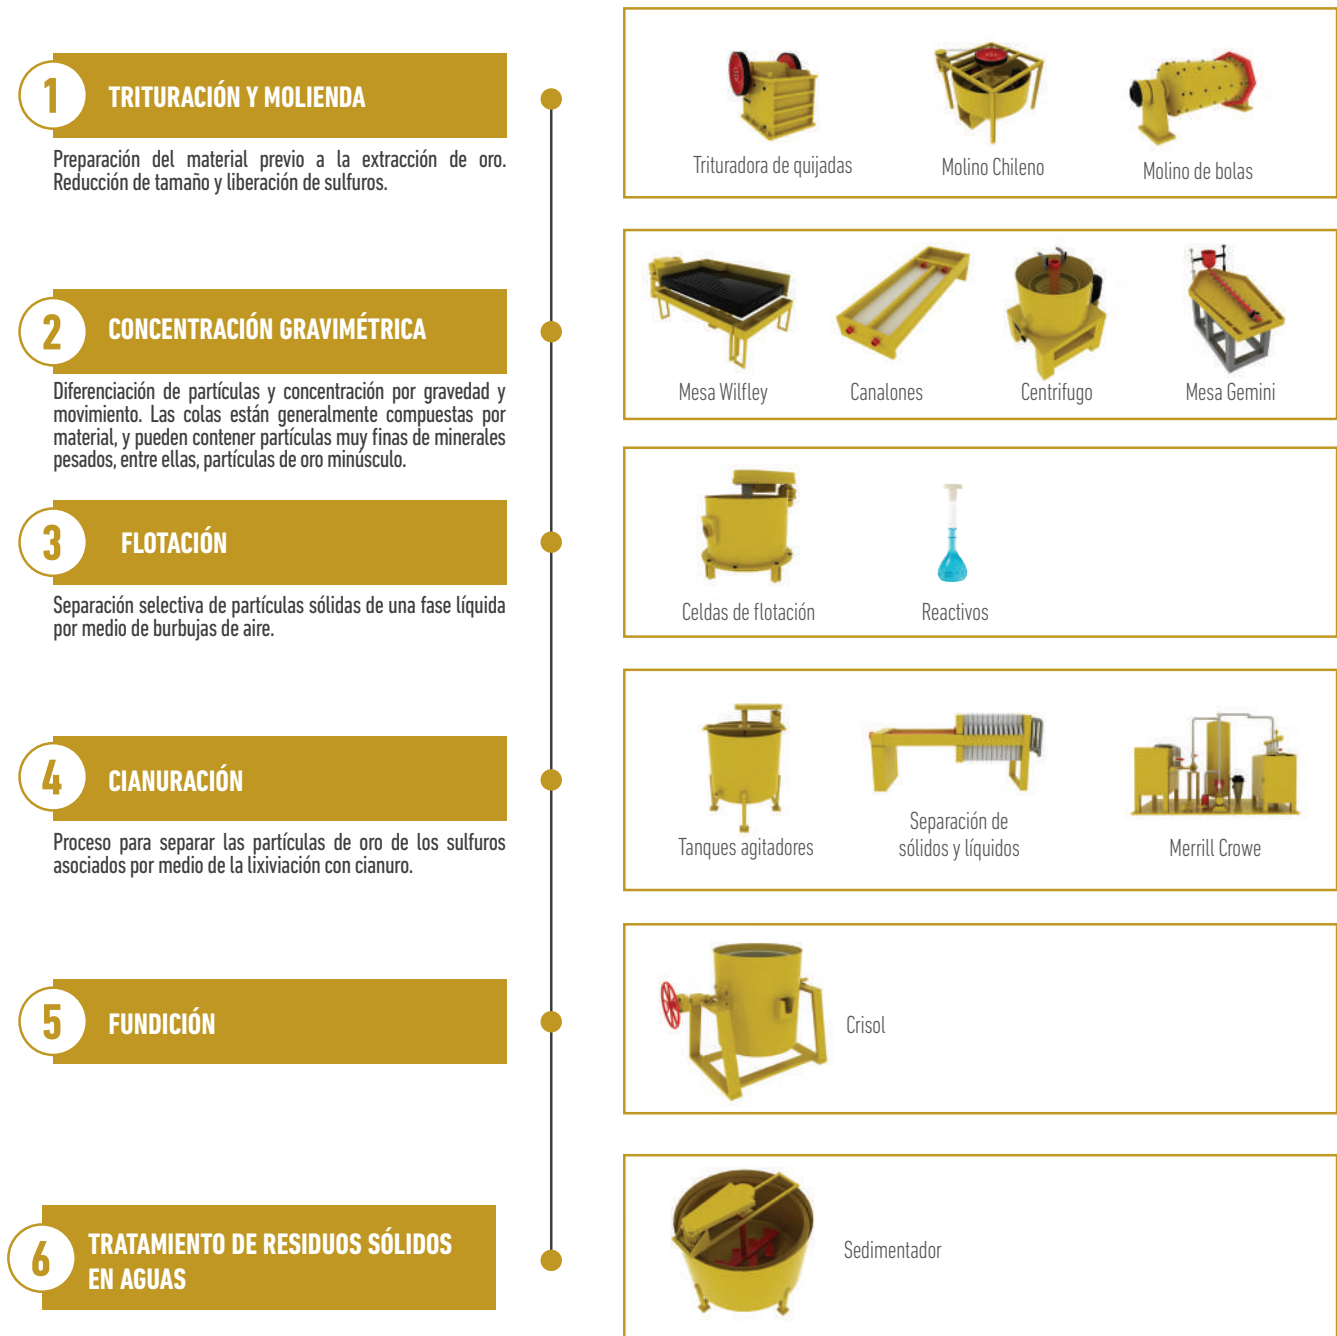 1
TRITURACIÓN Y MOLIENDA
Preparación del material previo a la extracción de oro.
Reducción de tamaño y liberación de sulfuros.
Trituradora de quijadas
Molino Chileno
Molino de bolas
2
CONCENTRACIÓN GRAVIMÉTRICA
Diferenciación de partículas y concentración por gravedad y
movimiento. Las colas están generalmente compuestas por
material, y pueden contener partículas muy finas de minerales
pesados, entre ellas, partículas de oro minúsculo.
Mesa Wilfley
Canalones
Centrifugo
Mesa Gemini
3
FLOTACIÓN
Separación selectiva de partículas sólidas de una fase líquida
por medio de burbujas de aire.
Celdas de flotación
Reactivos
4
CIANURACIÓN
Proceso para separar las partículas de oro de los sulfuros
asociados por medio de la lixiviación con cianuro.
Tanques agitadores
Separación de
sólidos y líquidos
Merrill Crowe
5
FUNDICIÓN
Crisol
6
TRATAMIENTO DE RESIDUOS SÓLIDOS
EN AGUAS
Sedimentador